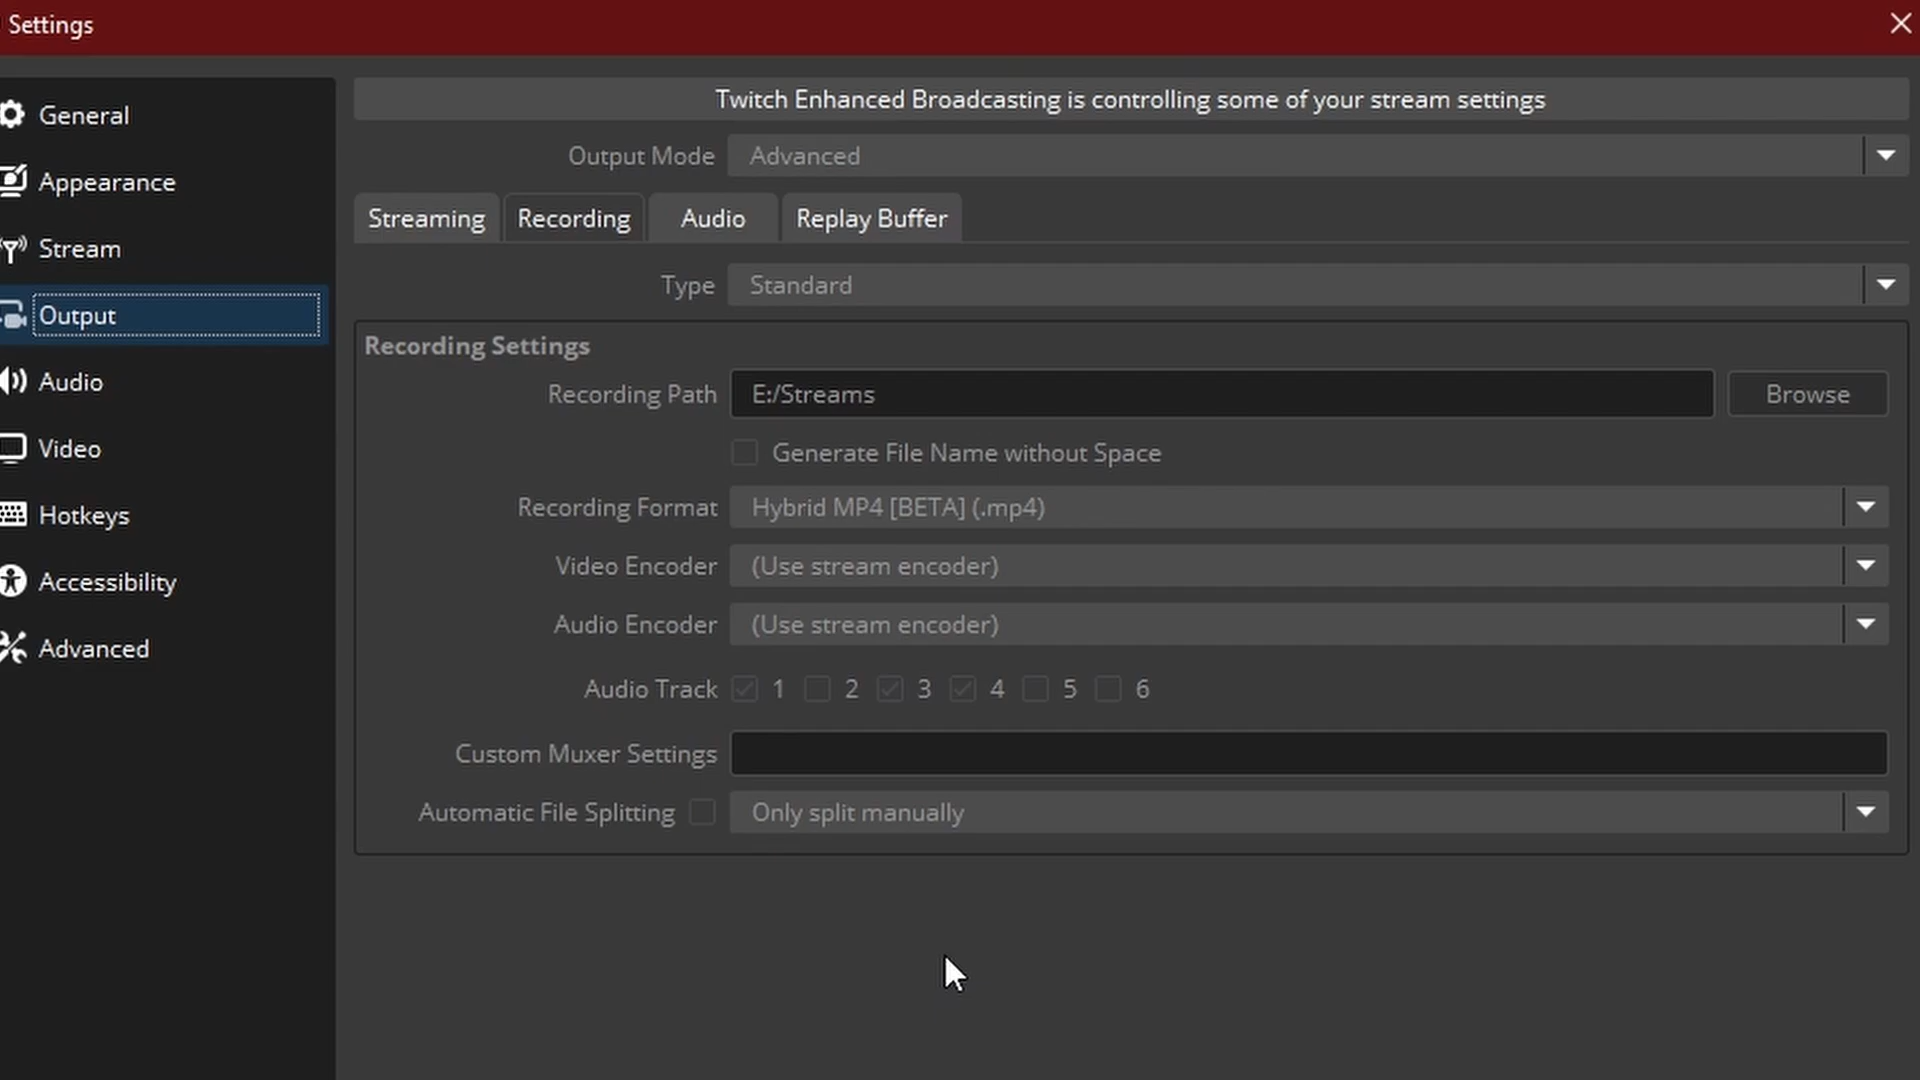 Settings
General
Appearance
Stream
Output
Audio
Video
Hotkeys
Accessibility
Advanced
Twitch Enhanced Broadcasting is controlling some of your stream settings
Output Mode Advanced
Streaming Recording Audio Replay Buffer
Type Standard
Recording Settings
Recording Path E:/Streams Browse
Generate File Name without Space
Recording Format Hybrid MP4 [BETA] (.mp4)
Video Encoder (Use stream encoder)
Audio Encoder (Use stream encoder)
Audio Track 1 2 3 4 5 6
Custom Muxer Settings
Automatic File Splitting Only split manually